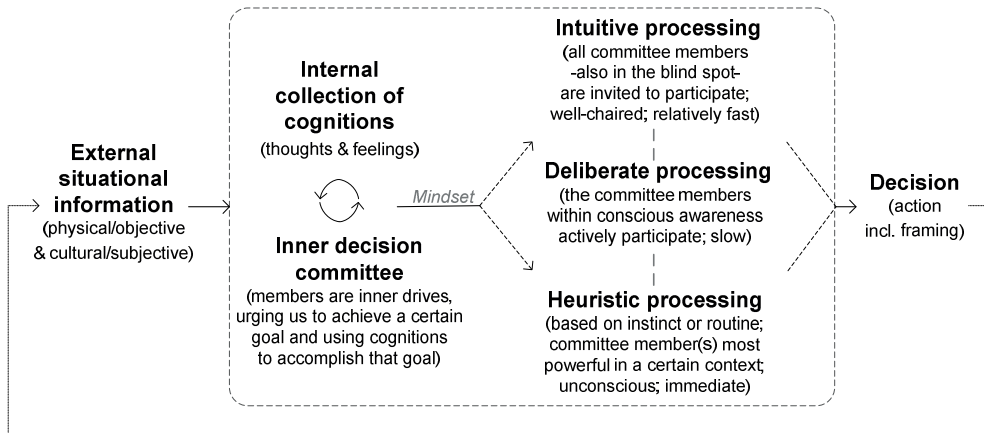 External
situational
information
(physical/objective
& cultural/subjective)
Internal
collection of
cognitions
(thoughts & feelings)
Inner decision
committee
(members are inner drives,
urging us to achieve a certain
goal and using cognitions
to accomplish that goal)
Mindset
Intuitive processing
(all committee members
-also in the blind spot-
are invited to participate;
well-chaired; relatively fast)
Deliberate processing
(the committee members
within conscious awareness
actively participate; slow)
Heuristic processing
(based on instinct or routine;
committee member(s) most
powerful in a certain context;
unconscious; immediate)
Decision
(action
incl. framing)